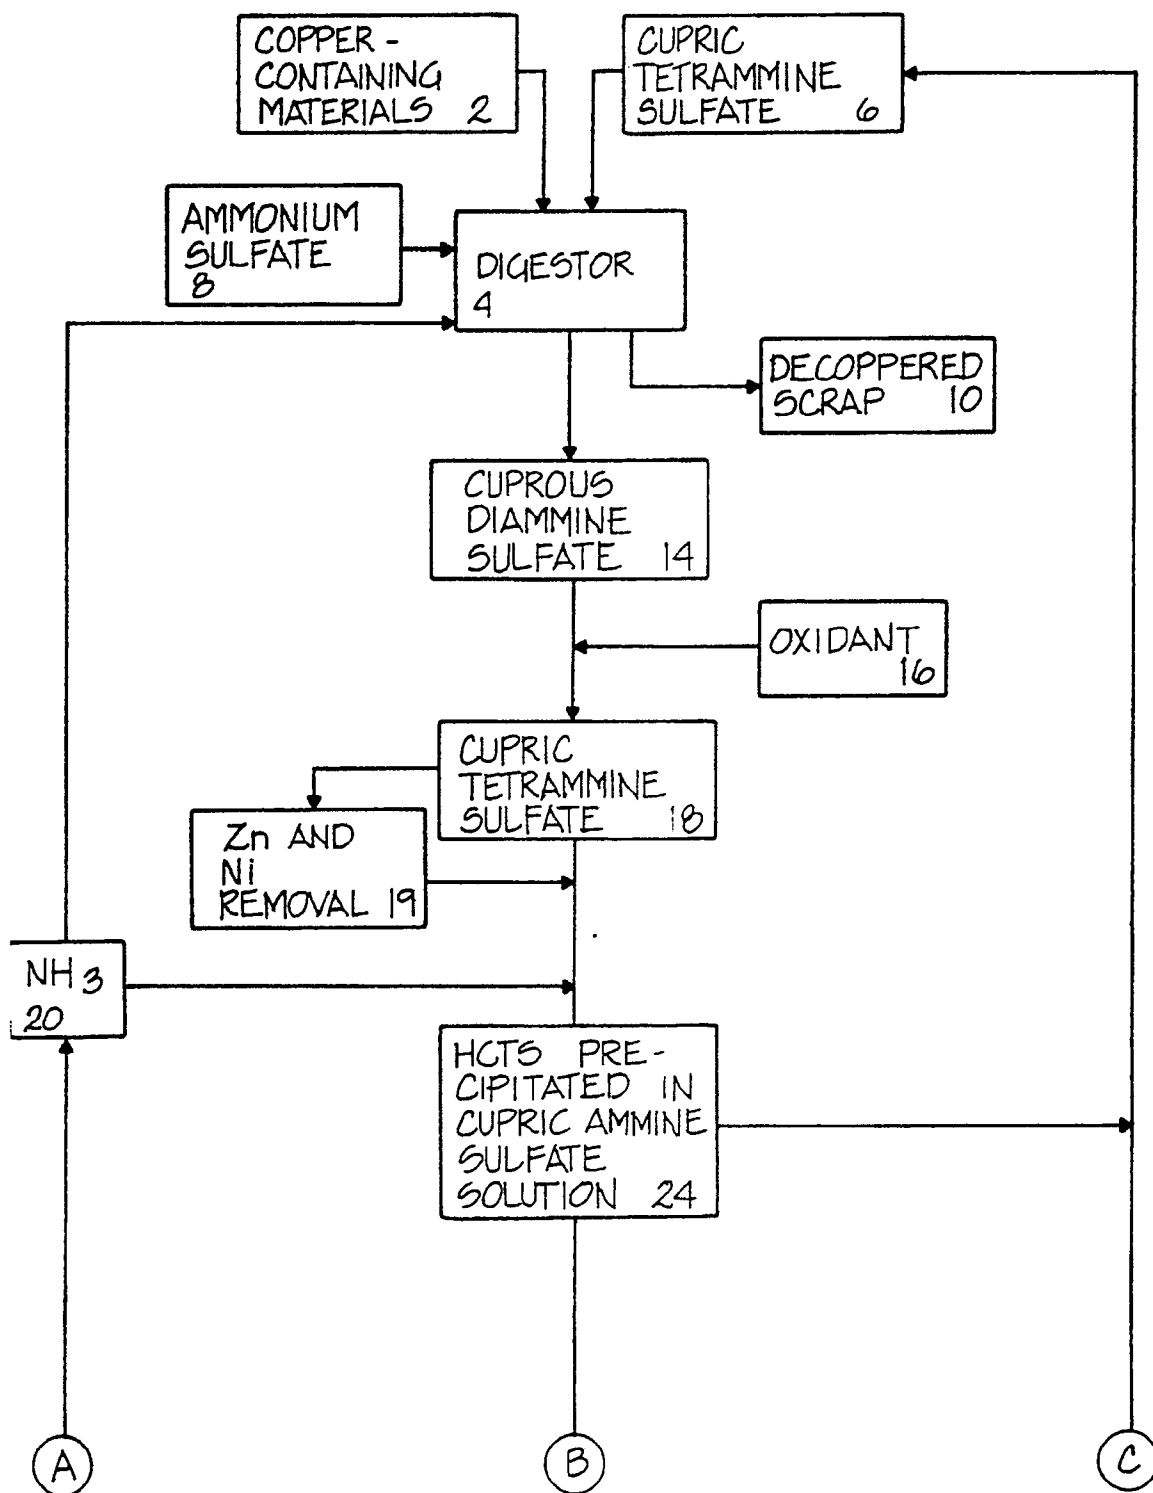 COPPER-
CONTAINING
MATERIALS 2
CUPRIC
TETRAMMINE
SULFATE 6
AMMONIUM
SULFATE
8
DIGESTOR
4
DECOPPERED
SCRAP 10
CUPROUS
DIAMMINE
SULFATE 14
OXIDANT
16
CUPRIC
TETRAMMINE
SULFATE 18
Zn AND
Ni
REMOVAL 19
NH3
20
HCTS PRE-
CIPITATED IN
CUPRIC AMMINE
SULFATE
SOLUTION 24
A
B
C